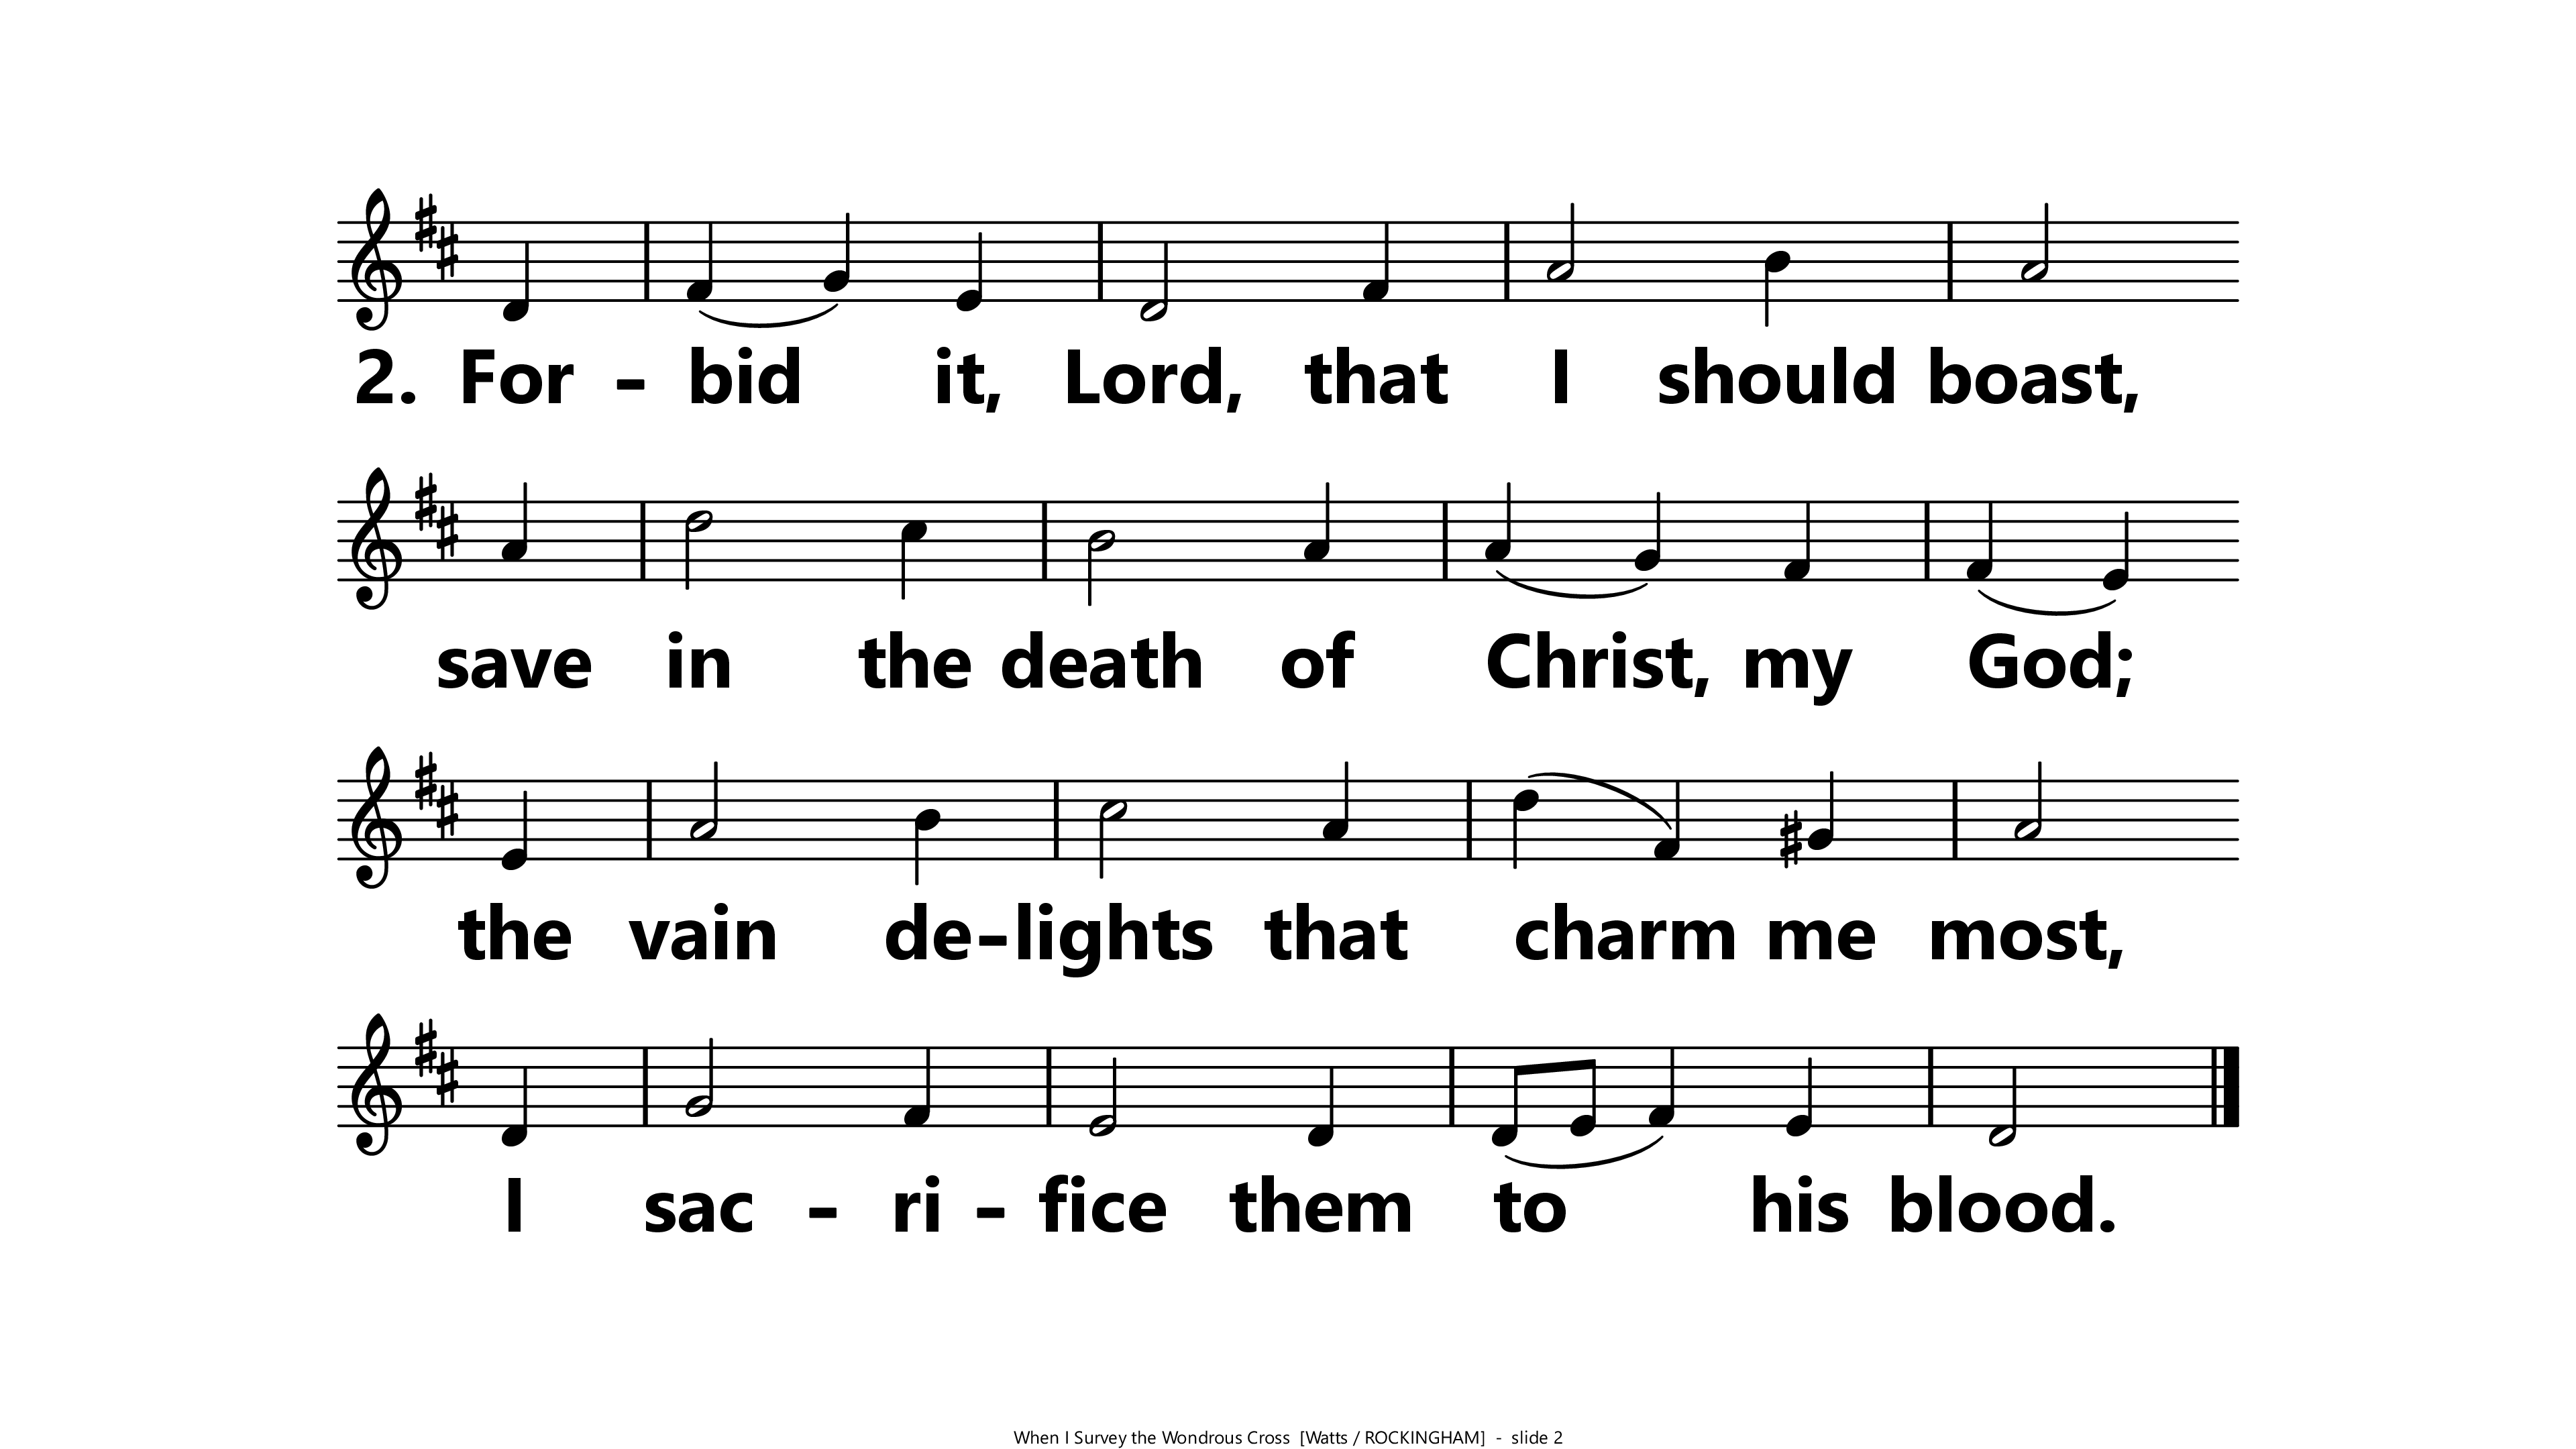 2. For - bid it, Lord, that I should boast,
save in the death of Christ, my God;
the vain de-lights that charm me most,
I sac - ri - fice them to his blood.
When I Survey the Wondrous Cross [Watts / ROCKINGHAM] - slide 2